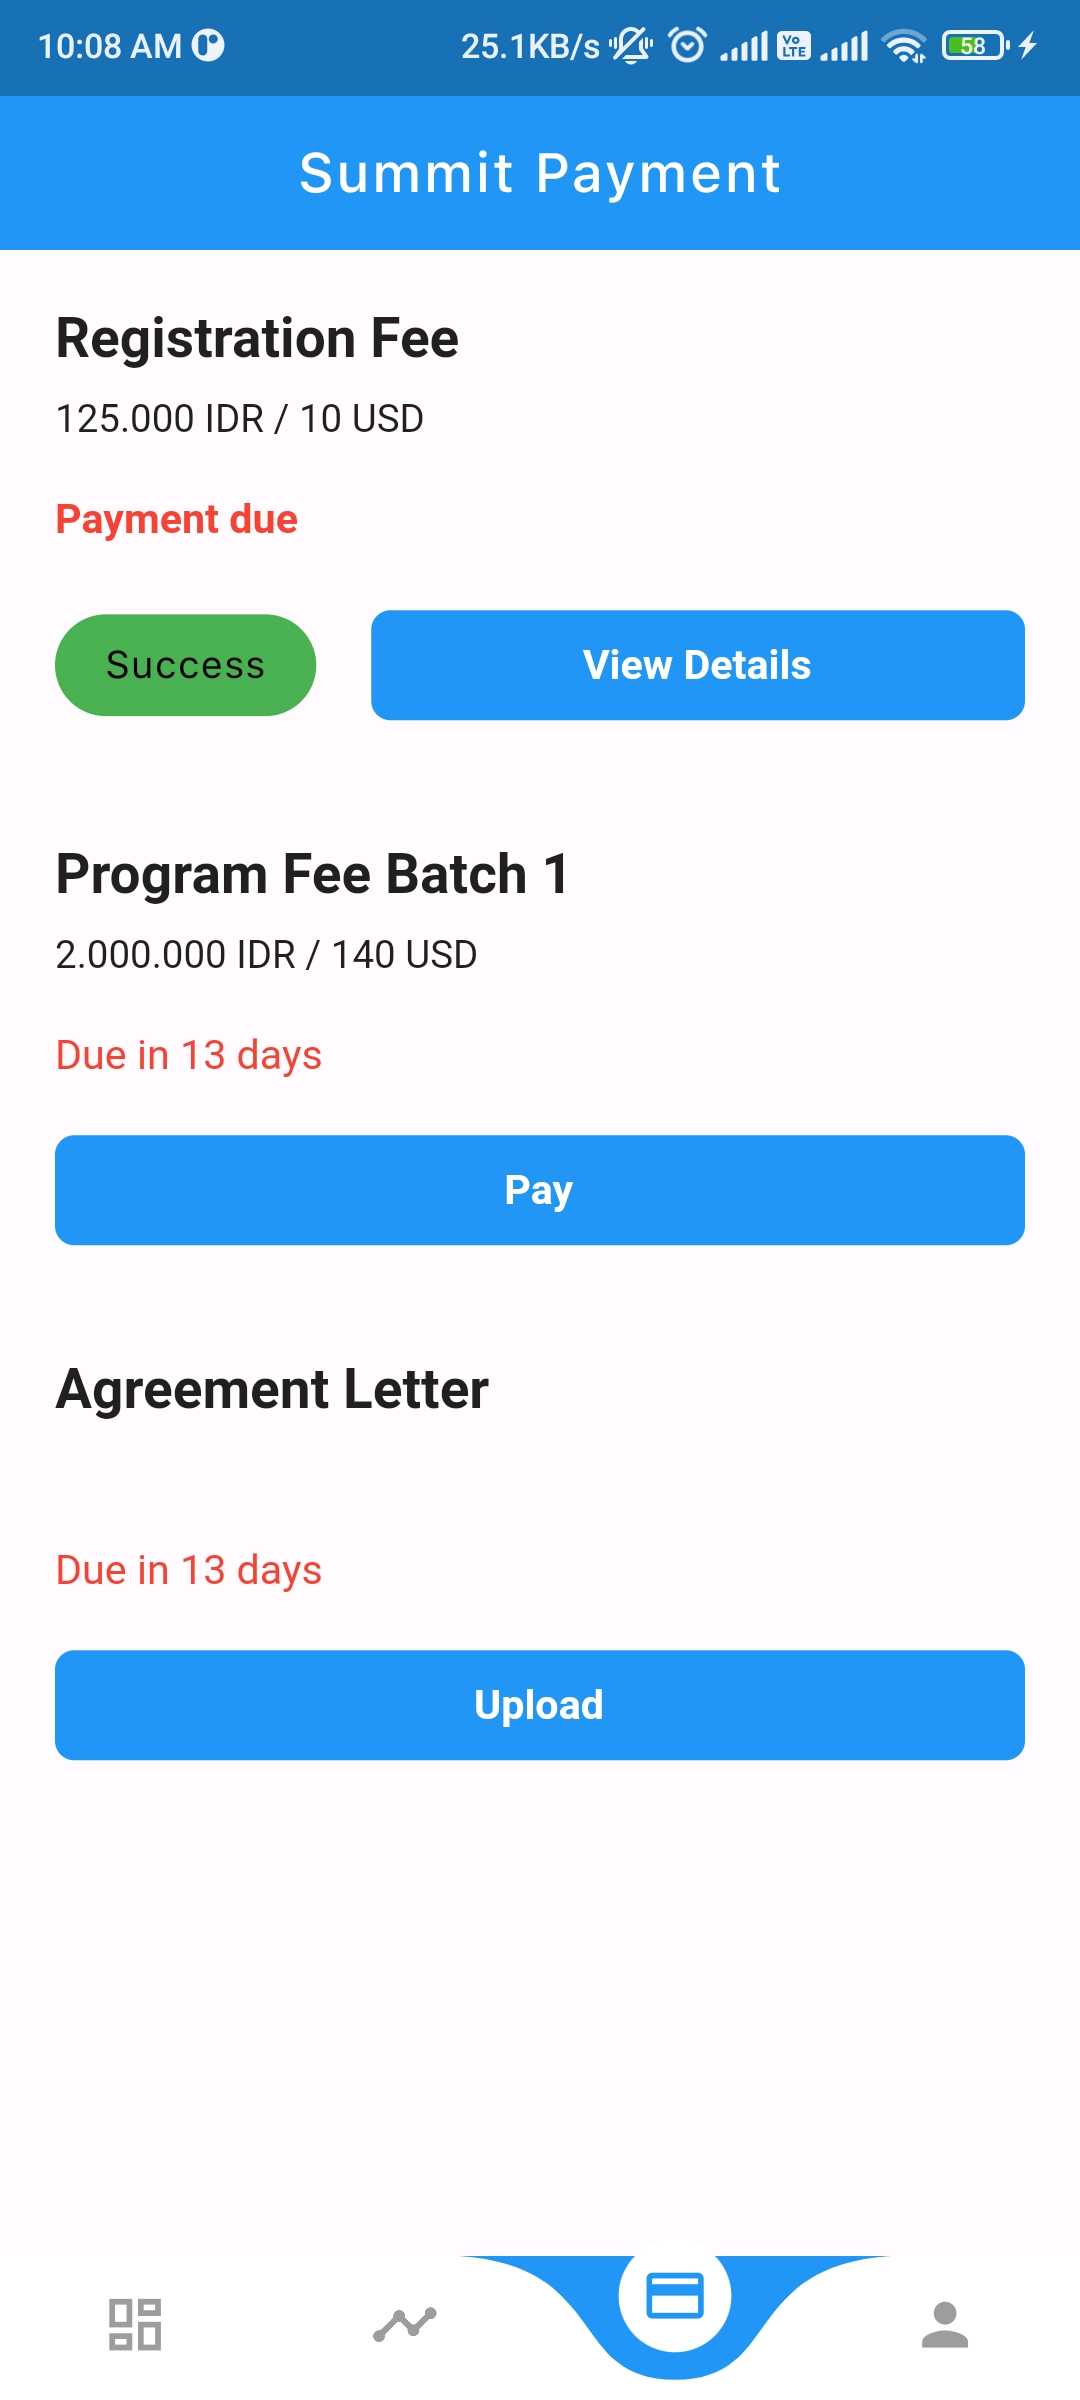 10:08 AM 25.1KB/s Vo LTE 58
Summit Payment
Registration Fee
125.000 IDR / 10 USD
Payment due
Success View Details
Program Fee Batch 1
2.000.000 IDR / 140 USD
Due in 13 days
Pay
Agreement Letter
Due in 13 days
Upload